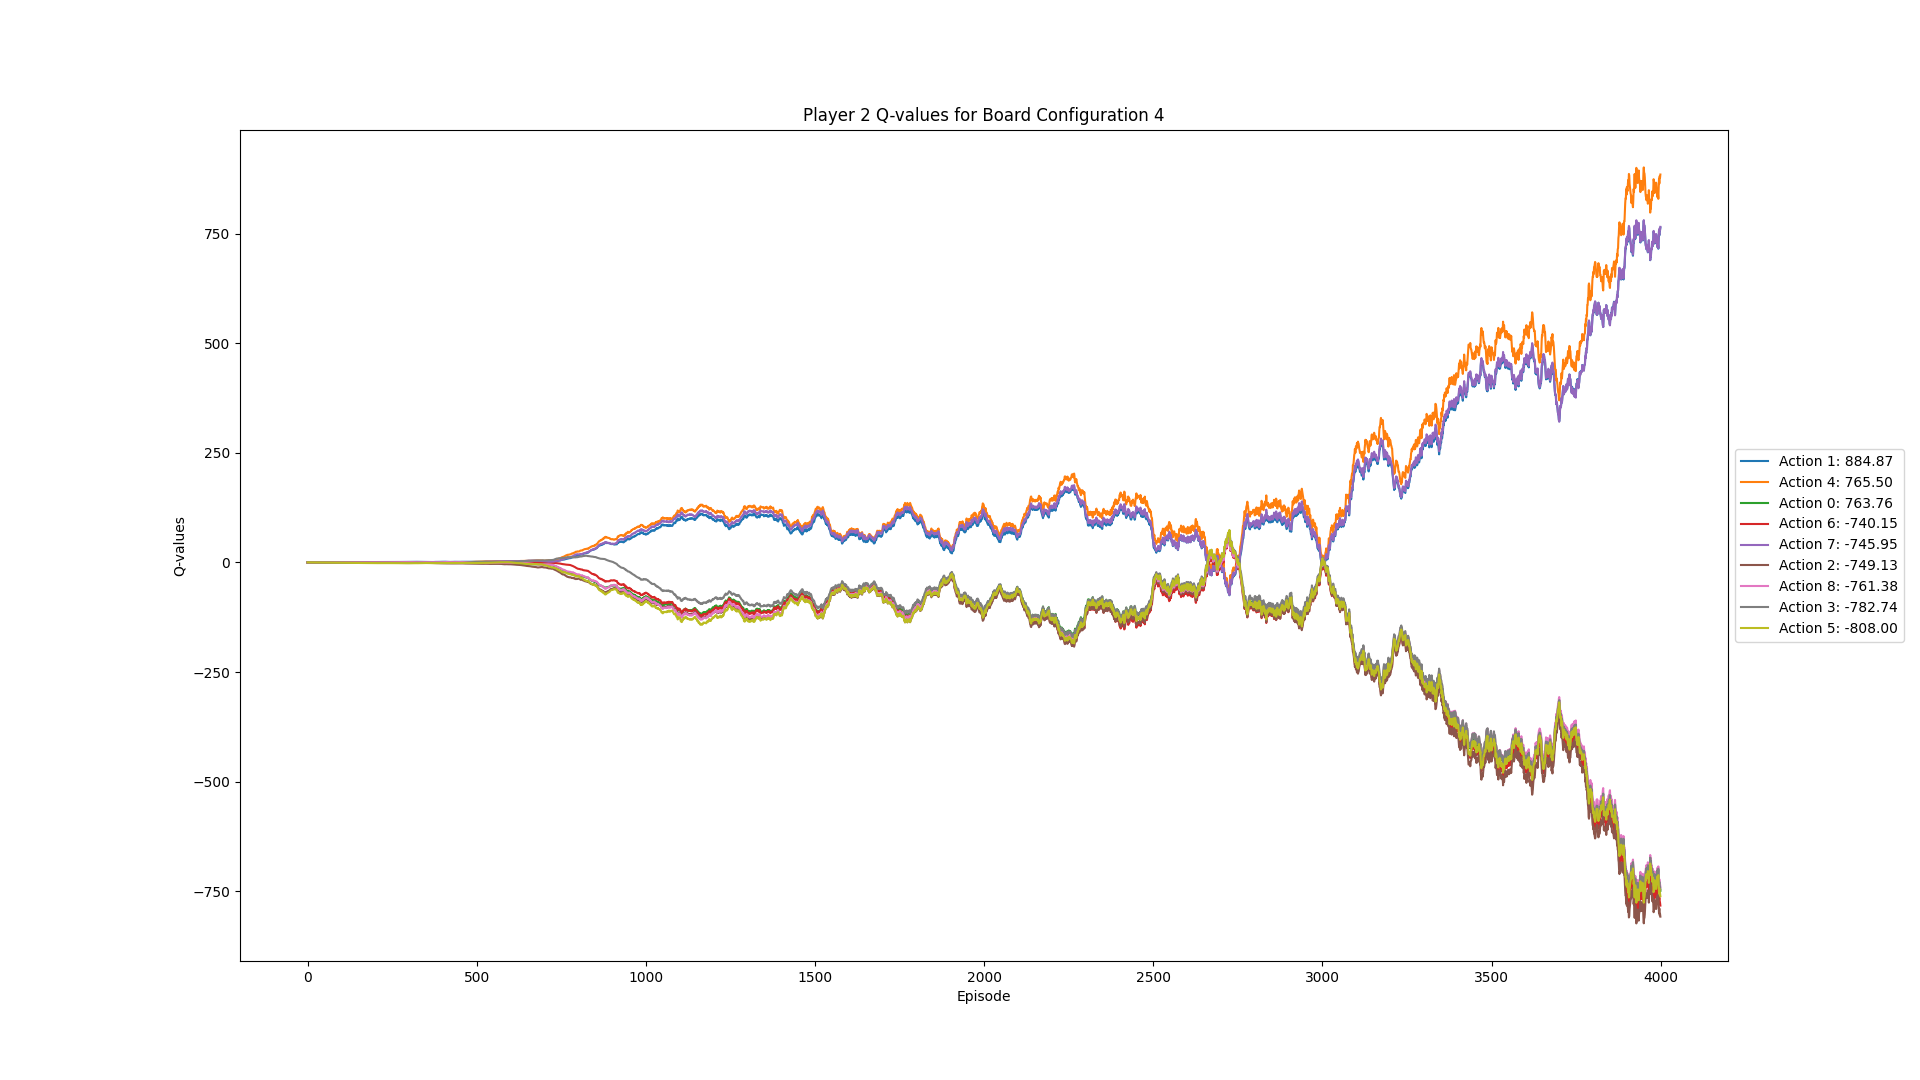 Player 2 Q-values for Board Configuration 4
Q-values
750
500
250
0
−250
−500
−750
0 500 1000 1500 2000 2500 3000 3500 4000
Episode
Action 1: 884.87
Action 4: 765.50
Action 0: 763.76
Action 6: -740.15
Action 7: -745.95
Action 2: -749.13
Action 8: -761.38
Action 3: -782.74
Action 5: -808.00